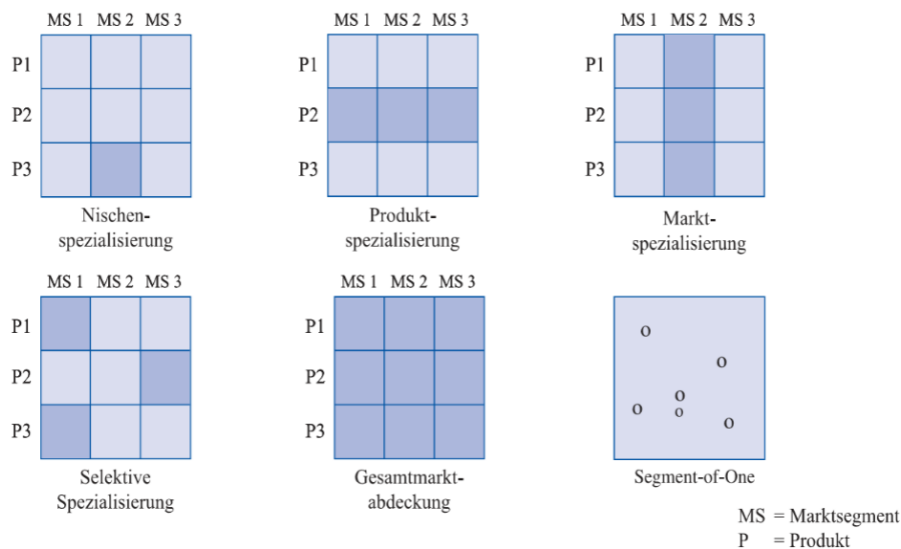 MS 1 MS 2 MS 3
P1
P2
P3
Nischen-
spezialisierung
MS 1 MS 2 MS 3
P1
P2
P3
Produkt-
spezialisierung
MS 1 MS 2 MS 3
P1
P2
P3
Markt-
spezialisierung
MS 1 MS 2 MS 3
P1
P2
P3
Selektive
Spezialisierung
MS 1 MS 2 MS 3
P1
P2
P3
Gesamtmarkt-
abdeckung
o
o
o
o
o
o
Segment-of-One
MS = Marktsegment
P = Produkt